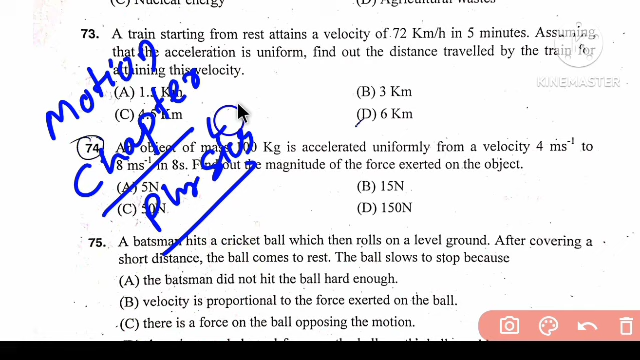 (C) Nuclear energy (D) Agricultural wastes
73. A train starting from rest attains a velocity of 72 Km/h in 5 minutes. Assuming
that the acceleration is uniform, find out the distance travelled by the train for
attaining this velocity.
(A) 1.5 Km (B) 3 Km
(C) 4.5 Km (D) 6 Km
74. An object of mass 100 Kg is accelerated uniformly from a velocity 4 ms⁻¹ to
8 ms⁻¹ in 8s. Find out the magnitude of the force exerted on the object.
(A) 5N (B) 15N
(C) 50N (D) 150N
75. A batsman hits a cricket ball which then rolls on a level ground. After covering a
short distance, the ball comes to rest. The ball slows to stop because
(A) the batsman did not hit the ball hard enough.
(B) velocity is proportional to the force exerted on the ball.
(C) there is a force on the ball opposing the motion.
Motion
Chapter
KINEMASTER